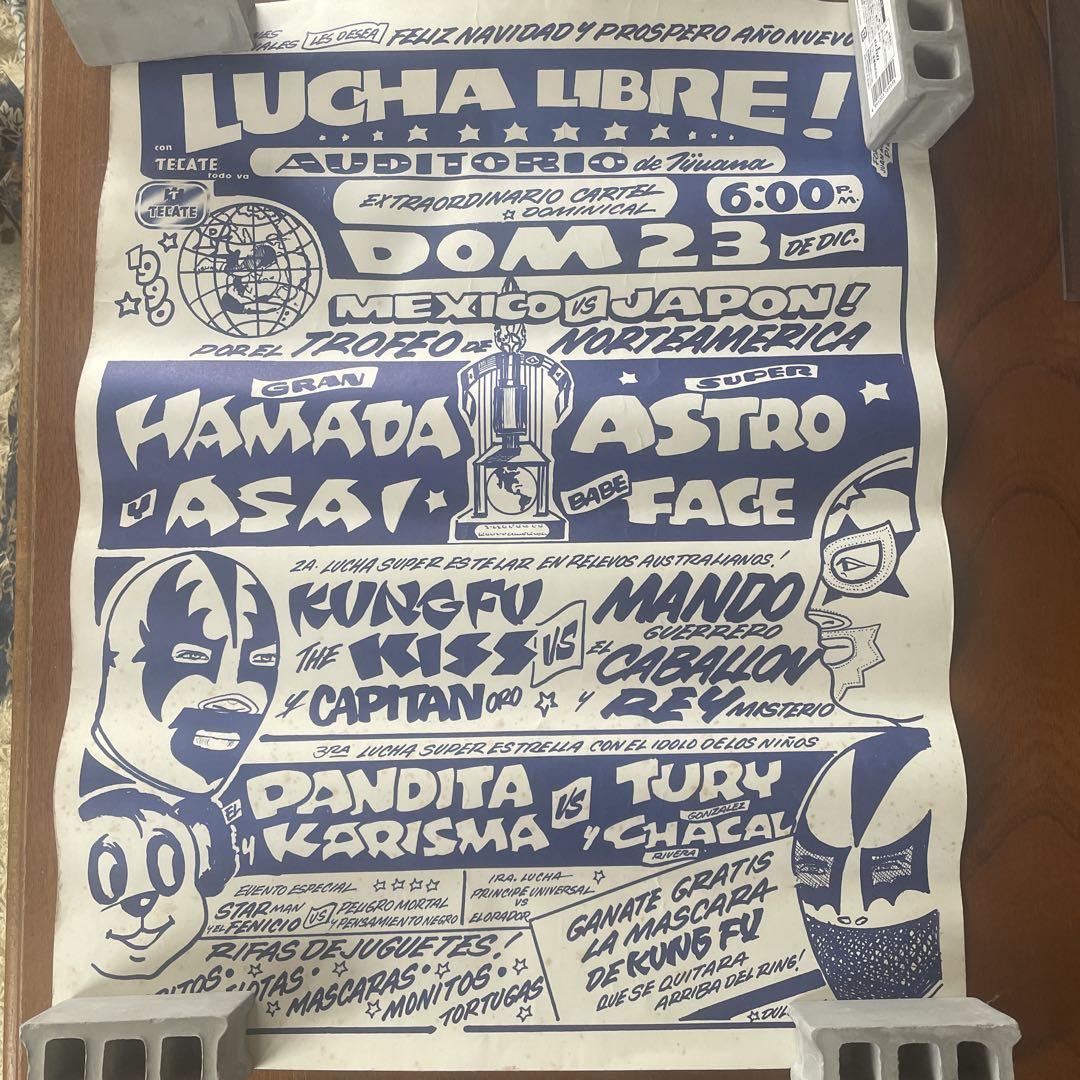 LES DESEA FELIZ NAVIDAD Y PROSPERO AÑO NUEVO
LUCHA LIBRE!
con
TECATE
todo va
AUDITORIO de Tijuana
TECATE
EXTRAORDINARIO CARTEL
DOMINICAL
6:00 P.M.
DOM 23 DE DIC.
1990
MEXICO VS JAPON!
POR EL TROFEO DE NORTEAMERICA
GRAN
HAMADA
Y ASAI
SUPER
ASTRO
BABE FACE
2A. LUCHA SUPER ESTELAR EN RELEVOS AUSTRALIANOS!
KUNG FU
THE KISS
Y CAPITAN ORO
VS
MANDO
GUERRERO
EL CABALLON
Y REY MISTERIO
3RA LUCHA SUPER ESTRELLA CON EL IDOLO DE LOS NIÑOS
EL PANDITA
Y KARISMA
VS
TURY
GONZALEZ
Y CHACAL
RIVERA
EVENTO ESPECIAL
STAR MAN
Y EL FENICIO
VS
PELIGRO MORTAL
Y PENSAMIENTO NEGRO
1RA. LUCHA
PRINCIPE UNIVERSAL
VS
EL ORADOR
GANATE GRATIS
LA MASCARA
DE KUNG FU
QUE SE QUITARA
ARRIBA DEL RING!
RIFAS DE JUGUETES!
MASCARAS
MONITOS
TORTUGAS